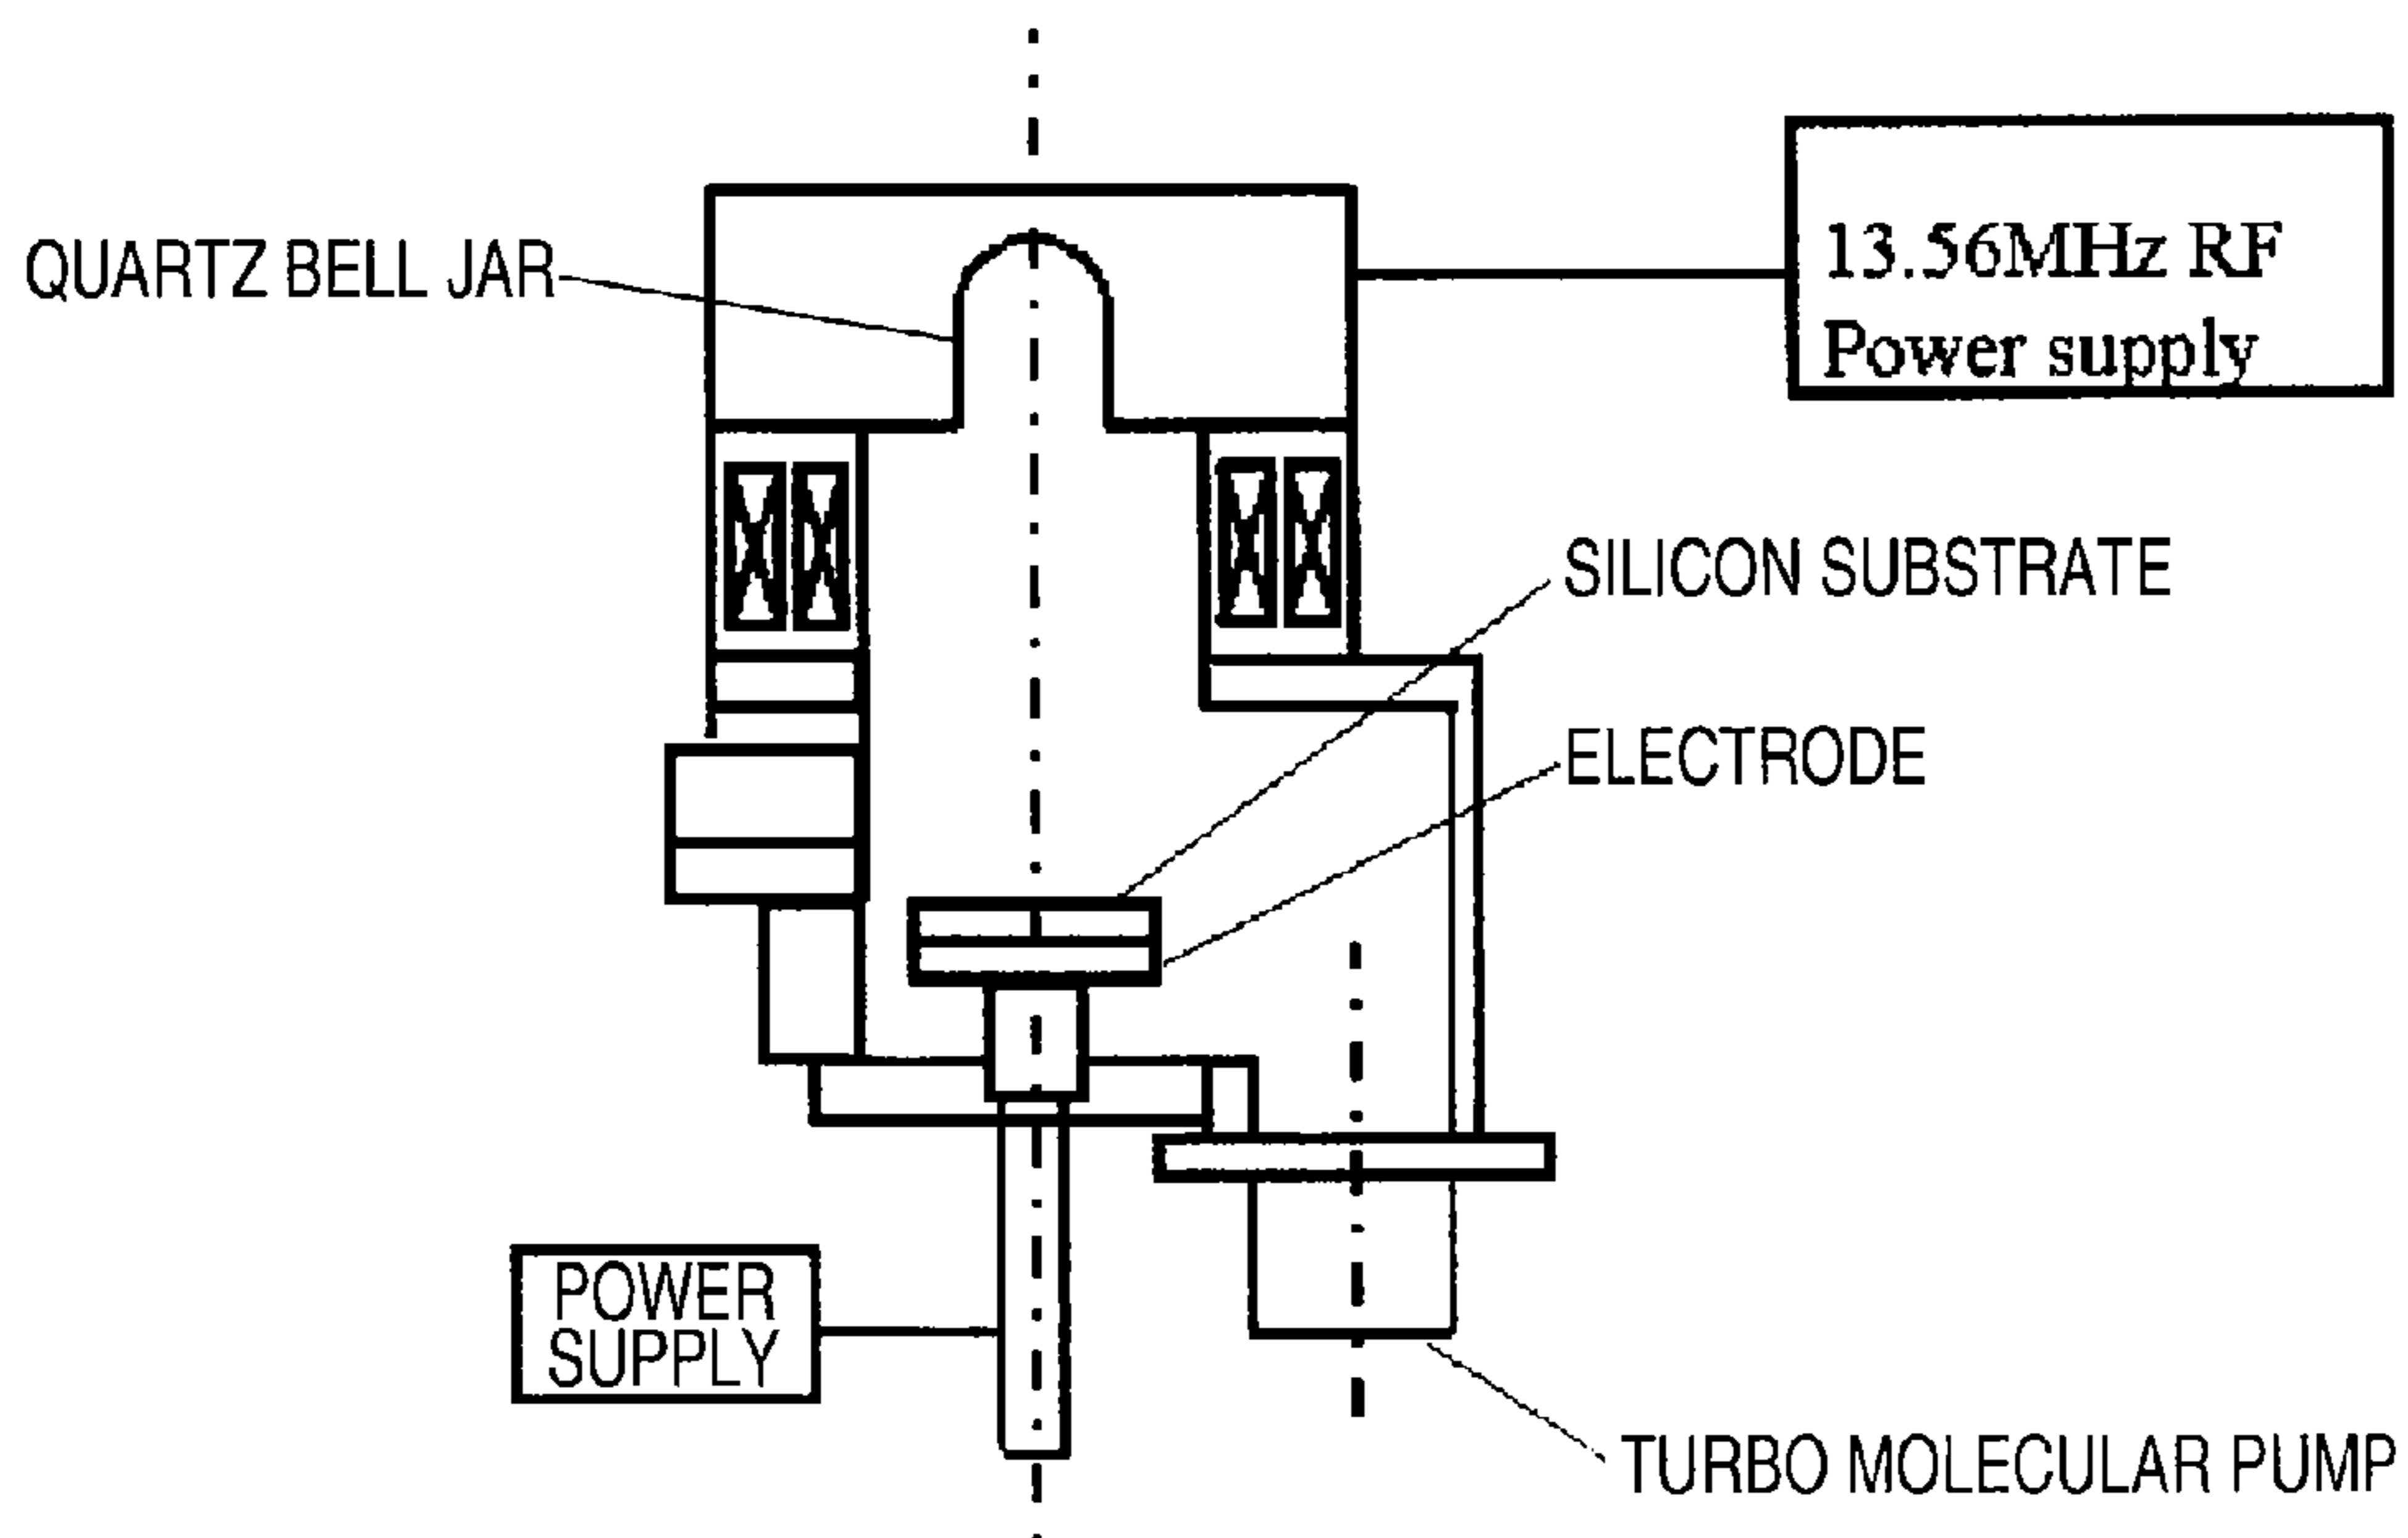 QUARTZ BELL JAR
13.56MHz RF
Power supply
SILICON SUBSTRATE
ELECTRODE
POWER
SUPPLY
TURBO MOLECULAR PUMP